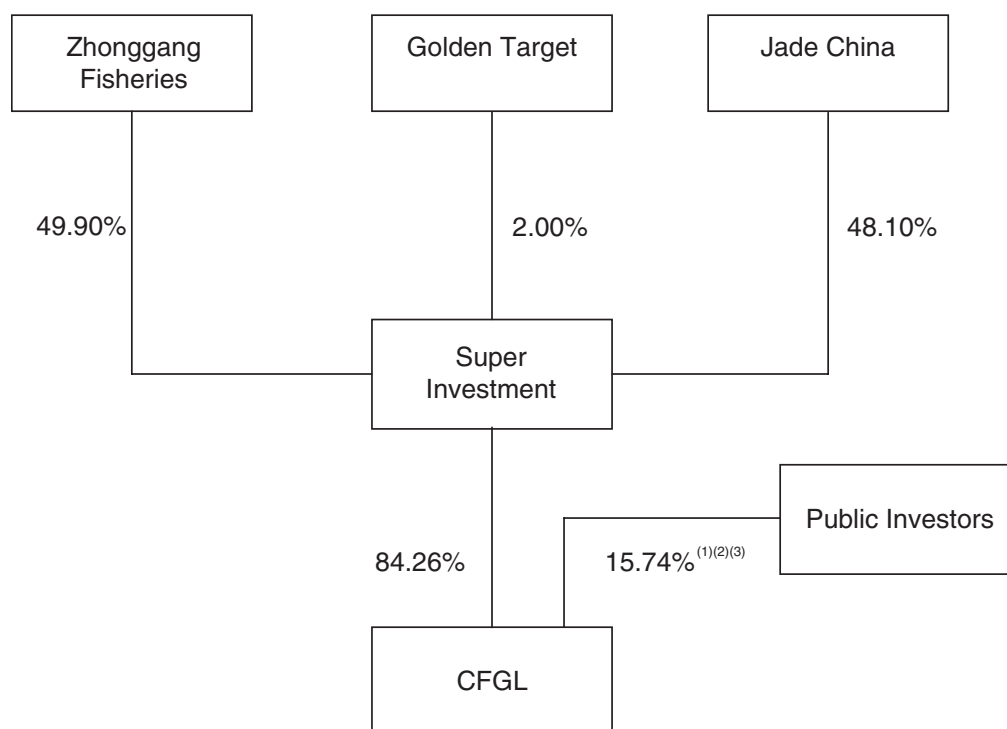 Zhonggang
Fisheries
Golden Target
Jade China
49.90%
2.00%
48.10%
Super
Investment
Public Investors
84.26%
15.74%(1)(2)(3)
CFGL